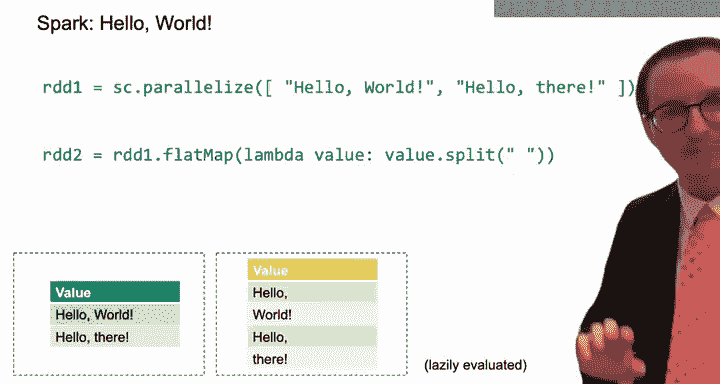 Spark: Hello, World!
rdd1 = sc.parallelize([ "Hello, World!", "Hello, there!" ])
rdd2 = rdd1.flatMap(lambda value: value.split(" "))
Value
Hello, World!
Hello, there!
Value
Hello,
World!
Hello,
there!
(lazily evaluated)